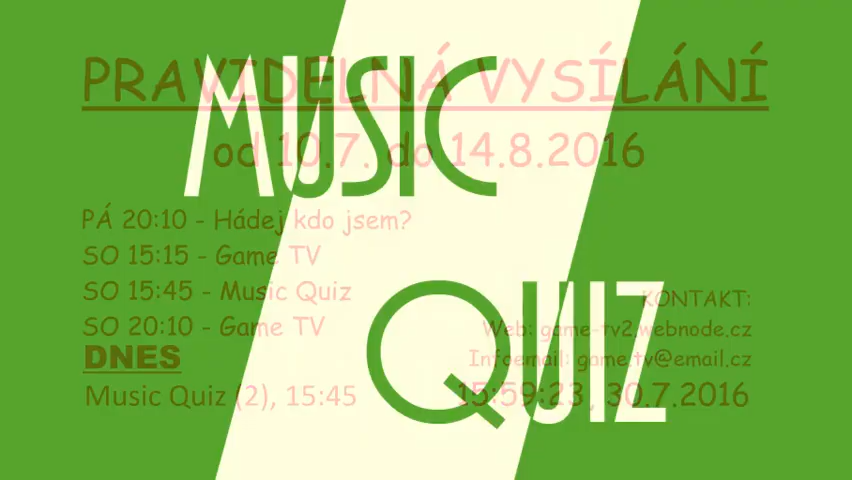 MUSIC
QUIZ
PRAVIDELNÁ VYSÍLÁNÍ
od 10.7. do 14.8.2016
PÁ 20:10 - Hádej kdo jsem?
SO 15:15 - Game TV
SO 15:45 - Music Quiz
SO 20:10 - Game TV
DNES
Music Quiz (2), 15:45
KONTAKT:
Web: game-tv2.webnode.cz
Infoemail: game.tv@email.cz
15:59:23, 30.7.2016